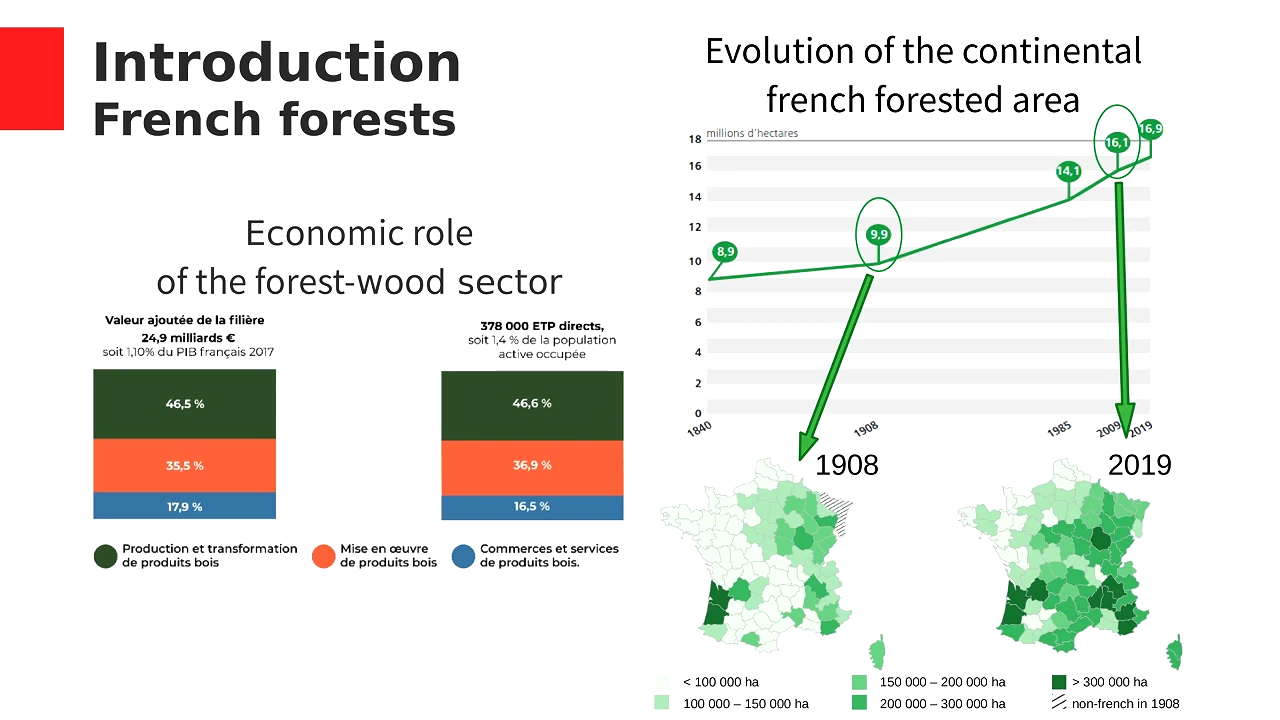 Introduction
French forests
Economic role
of the forest-wood sector
Valeur ajoutée de la filière
24,9 milliards €
soit 1,10% du PIB français 2017
378 000 ETP directs,
soit 1,4 % de la population
active occupée
46,5 %
35,5 %
17,9 %
46,6 %
36,9 %
16,5 %
Production et transformation
de produits bois
Mise en œuvre
de produits bois
Commerces et services
de produits bois.
Evolution of the continental
french forested area
millions d'hectares
18
16
14
12
10
8
6
4
2
0
8,9
9,9
14,1
16,1
16,9
1840
1908
1985
2009
2019
1908
2019
< 100 000 ha
100 000 – 150 000 ha
150 000 – 200 000 ha
200 000 – 300 000 ha
> 300 000 ha
non-french in 1908